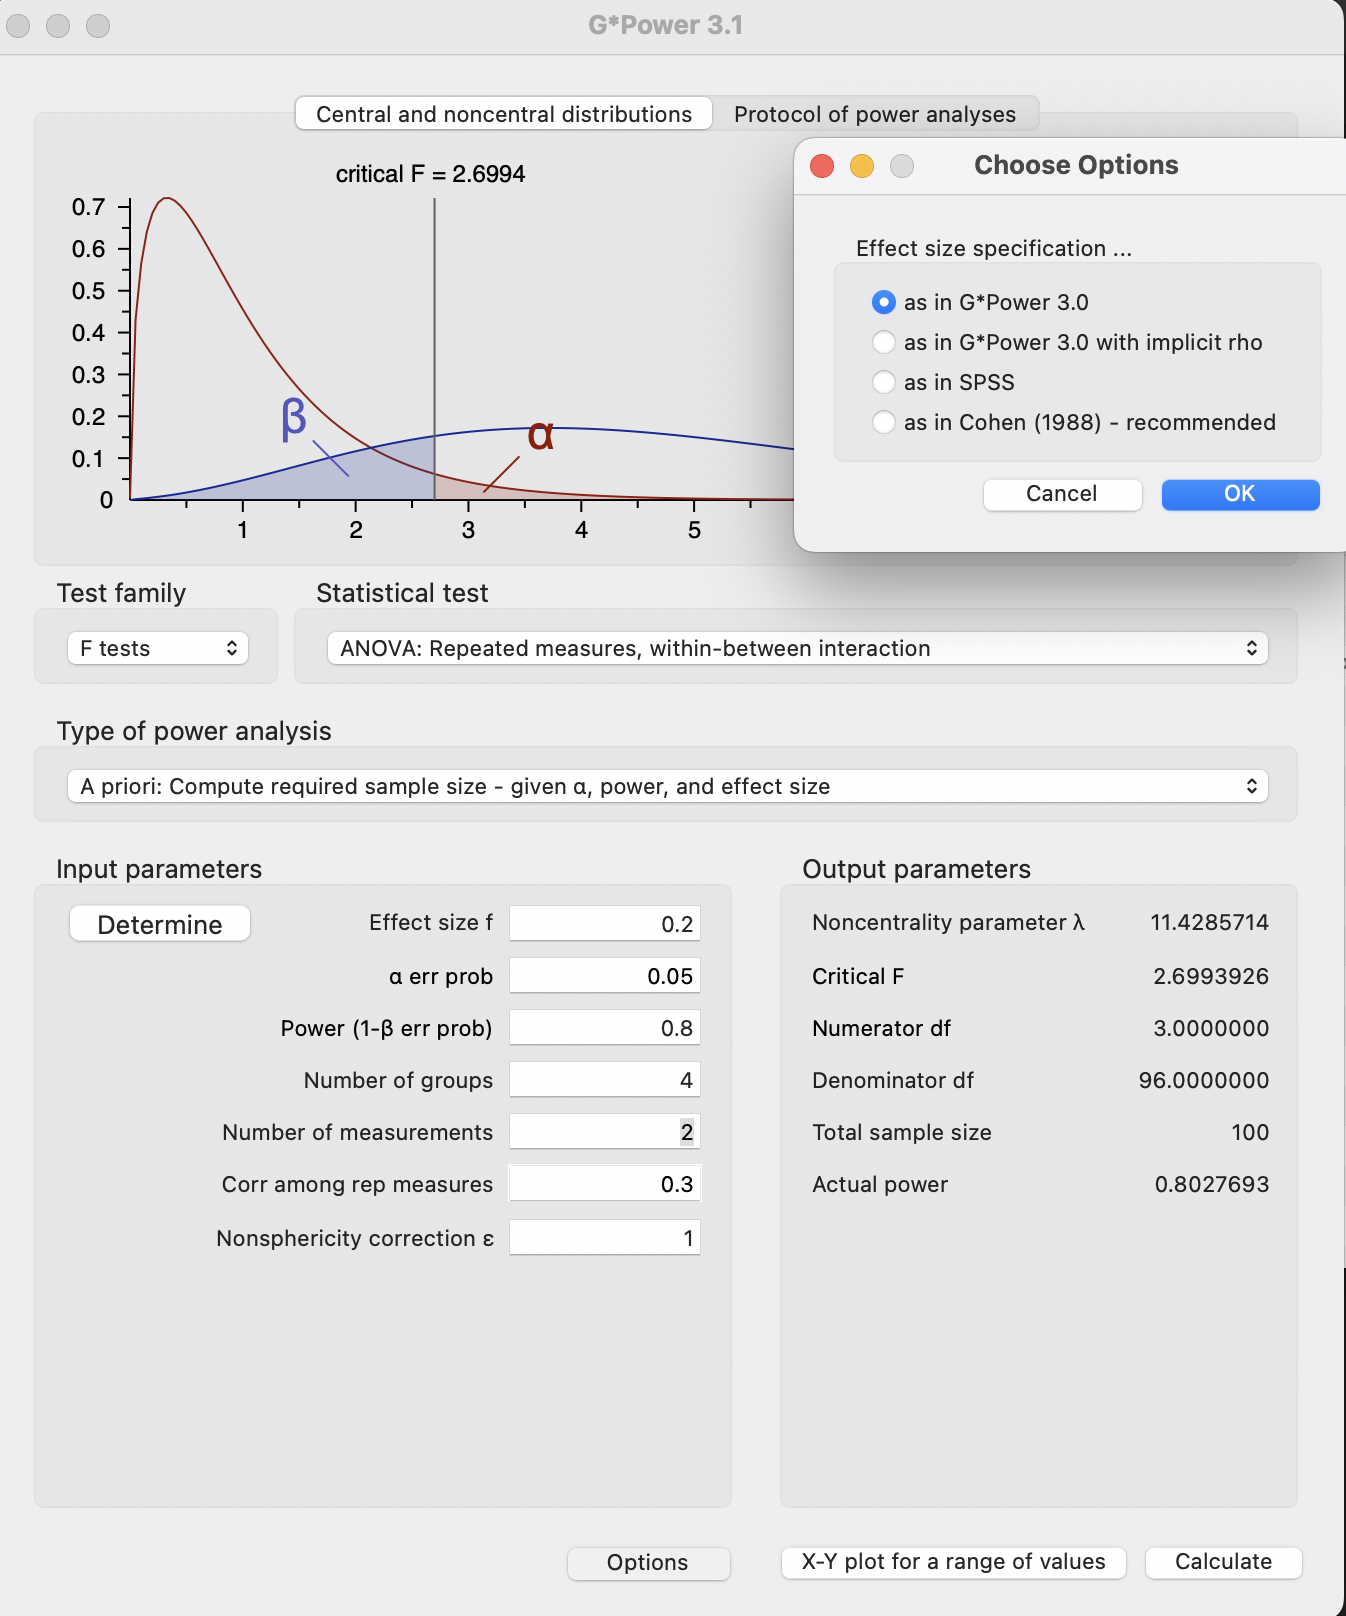 G*Power 3.1
Central and noncentral distributions
Protocol of power analyses
critical F = 2.6994
0.7
0.6
0.5
0.4
0.3
0.2
0.1
0
β
α
1
2
3
4
5
Choose Options
Effect size specification ...
as in G*Power 3.0
as in G*Power 3.0 with implicit rho
as in SPSS
as in Cohen (1988) - recommended
Cancel
OK
Test family
Statistical test
F tests
ANOVA: Repeated measures, within-between interaction
Type of power analysis
A priori: Compute required sample size - given α, power, and effect size
Input parameters
Determine
Effect size f 0.2
α err prob 0.05
Power (1-β err prob) 0.8
Number of groups 4
Number of measurements 2
Corr among rep measures 0.3
Nonsphericity correction ε 1
Output parameters
Noncentrality parameter λ 11.4285714
Critical F 2.6993926
Numerator df 3.0000000
Denominator df 96.0000000
Total sample size 100
Actual power 0.8027693
Options
X-Y plot for a range of values
Calculate